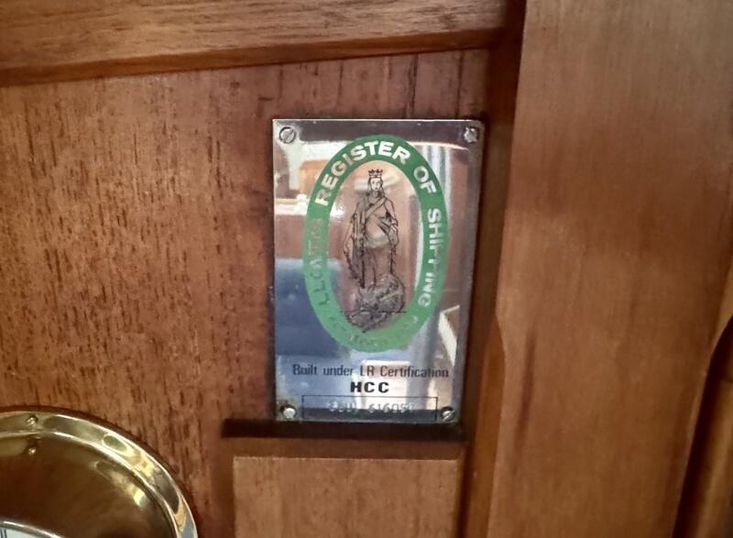 LLOYD'S REGISTER OF SHIPPING
Built under LR Certification
HCC